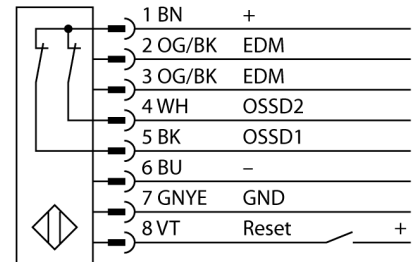 1 BN +
2 OG/BK EDM
3 OG/BK EDM
4 WH OSSD2
5 BK OSSD1
6 BU –
7 GNYE GND
8 VT Reset +